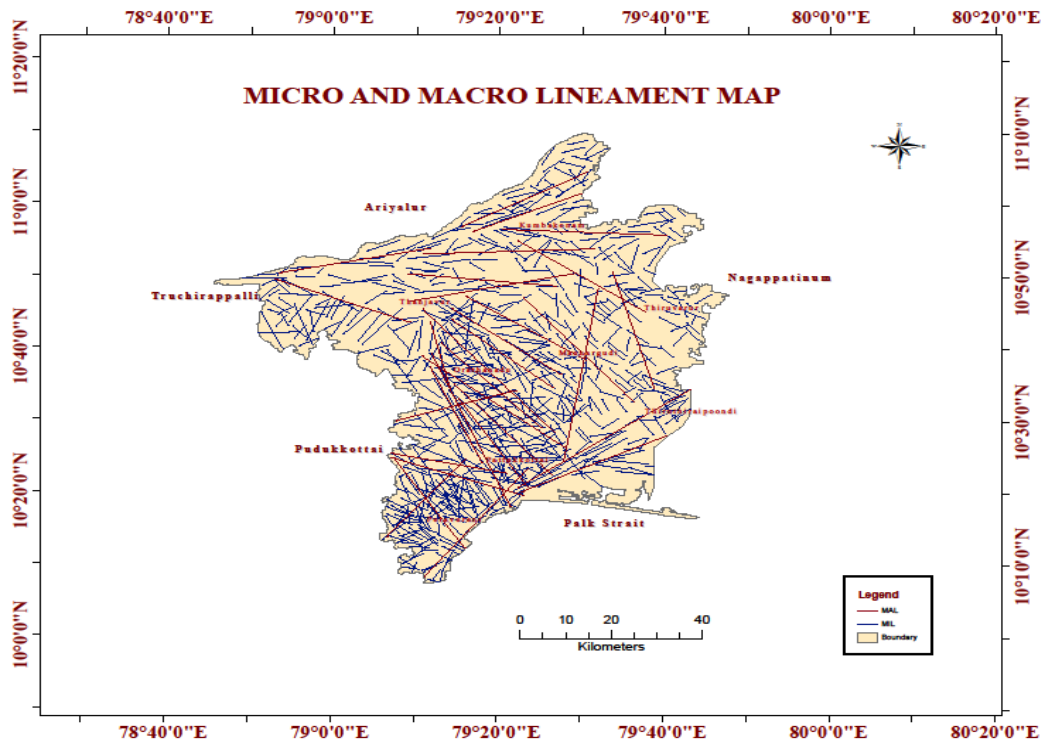 78°40'0"E 79°0'0"E 79°20'0"E 79°40'0"E 80°0'0"E 80°20'0"E
MICRO AND MACRO LINEAMENT MAP
11°20'0"N
11°0'0"N
10°40'0"N
10°20'0"N
10°0'0"N
11°10'0"N
10°50'0"N
10°30'0"N
10°10'0"N
Ariyalur
Kumbakonam
Nagappatinum
Truchirappalli
Thanjavur
Thiruvarur
Mannargudi
Pudukkottai
Palk Strait
Legend
MAL
MIL
Boundary
0 10 20 40
Kilometers
78°40'0"E 79°0'0"E 79°20'0"E 79°40'0"E 80°0'0"E 80°20'0"E